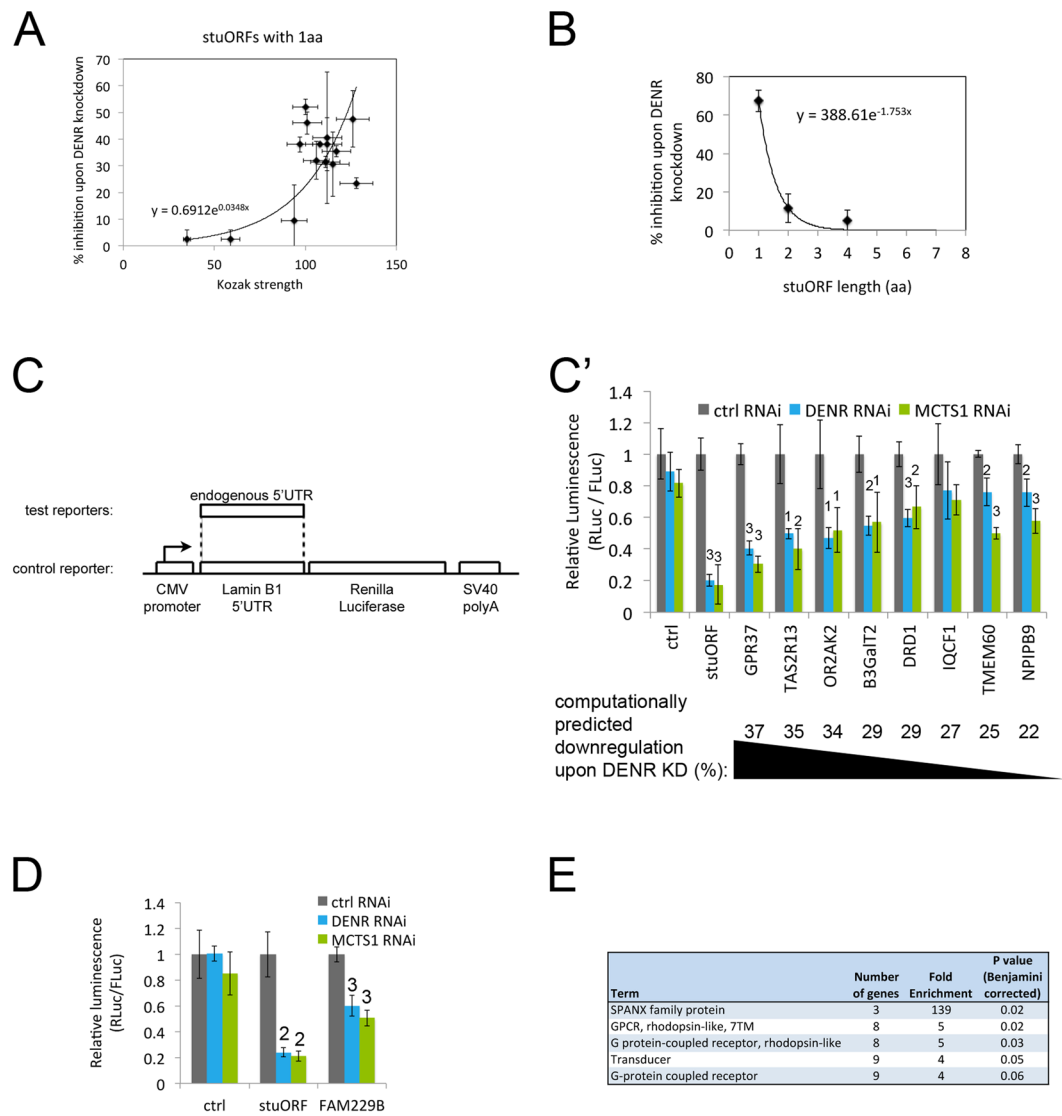 A
stuORFs with 1aa
% inhibition upon DENR knockdown
70
60
50
40
30
20
10
0
y = 0.6912e^0.0348x
0 50 100 150
Kozak strength
B
% inhibition upon DENR
knockdown
80
60
40
20
0
y = 388.61e^-1.753x
0 1 2 3 4 5 6 7 8
stuORF length (aa)
C
test reporters:
endogenous 5'UTR
control reporter:
CMV
promoter
Lamin B1
5'UTR
Renilla
Luciferase
SV40
polyA
C'
Relative Luminescence
(RLuc / FLuc)
1.4
1.2
1
0.8
0.6
0.4
0.2
0
ctrl RNAi DENR RNAi MCTS1 RNAi
3 3 3 3 1 2 1 1 2 1 3 2 2 3 2 3
ctrl
stuORF
GPR37
TAS2R13
OR2AK2
B3GalT2
DRD1
IQCF1
TMEM60
NPIPB9
computationally
predicted
downregulation
upon DENR KD (%):
37 35 34 29 29 27 25 22
D
Relative luminescence
(RLuc/FLuc)
1.4
1.2
1
0.8
0.6
0.4
0.2
0
ctrl RNAi
DENR RNAi
MCTS1 RNAi
2 2 3 3
ctrl stuORF FAM229B
E
Term Number of genes Fold Enrichment P value (Benjamini corrected)
SPANX family protein 3 139 0.02
GPCR, rhodopsin-like, 7TM 8 5 0.02
G protein-coupled receptor, rhodopsin-like 8 5 0.03
Transducer 9 4 0.05
G-protein coupled receptor 9 4 0.06